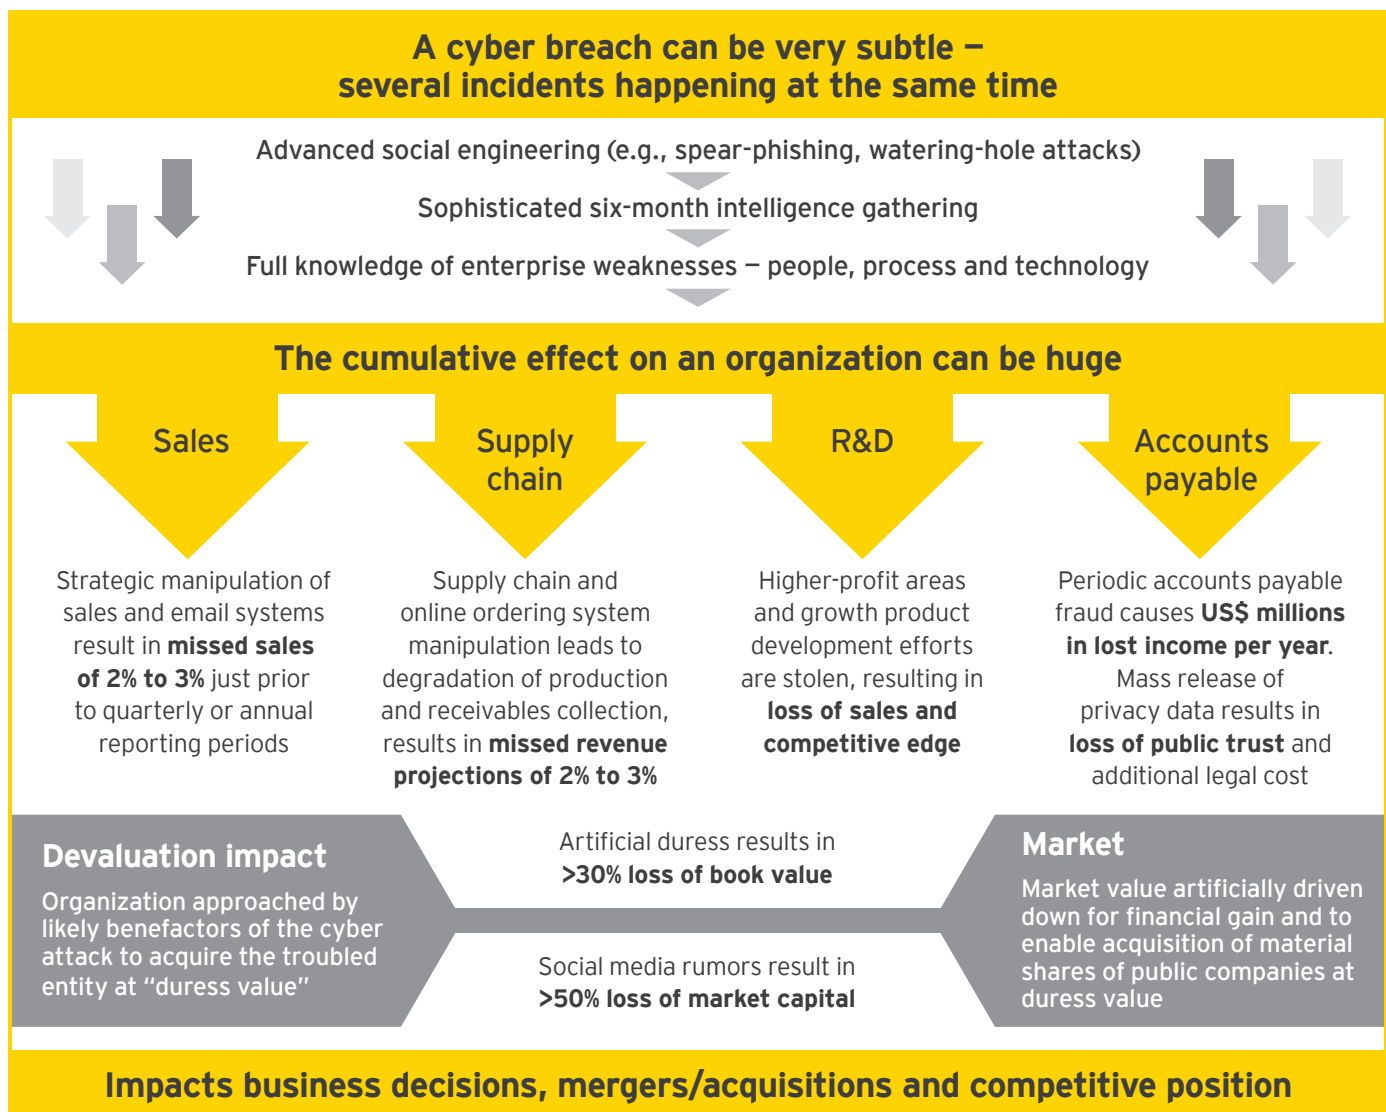 A cyber breach can be very subtle –
several incidents happening at the same time
Advanced social engineering (e.g., spear-phishing, watering-hole attacks)
Sophisticated six-month intelligence gathering
Full knowledge of enterprise weaknesses – people, process and technology
The cumulative effect on an organization can be huge
Sales
Strategic manipulation of
sales and email systems
result in missed sales
of 2% to 3% just prior
to quarterly or annual
reporting periods
Supply
chain
Supply chain and
online ordering system
manipulation leads to
degradation of production
and receivables collection,
results in missed revenue
projections of 2% to 3%
R&D
Higher-profit areas
and growth product
development efforts
are stolen, resulting in
loss of sales and
competitive edge
Accounts
payable
Periodic accounts payable
fraud causes US$ millions
in lost income per year.
Mass release of
privacy data results in
loss of public trust and
additional legal cost
Devaluation impact
Organization approached by
likely benefactors of the cyber
attack to acquire the troubled
entity at “duress value”
Artificial duress results in
>30% loss of book value
Social media rumors result in
>50% loss of market capital
Market
Market value artificially driven
down for financial gain and to
enable acquisition of material
shares of public companies at
duress value
Impacts business decisions, mergers/acquisitions and competitive position